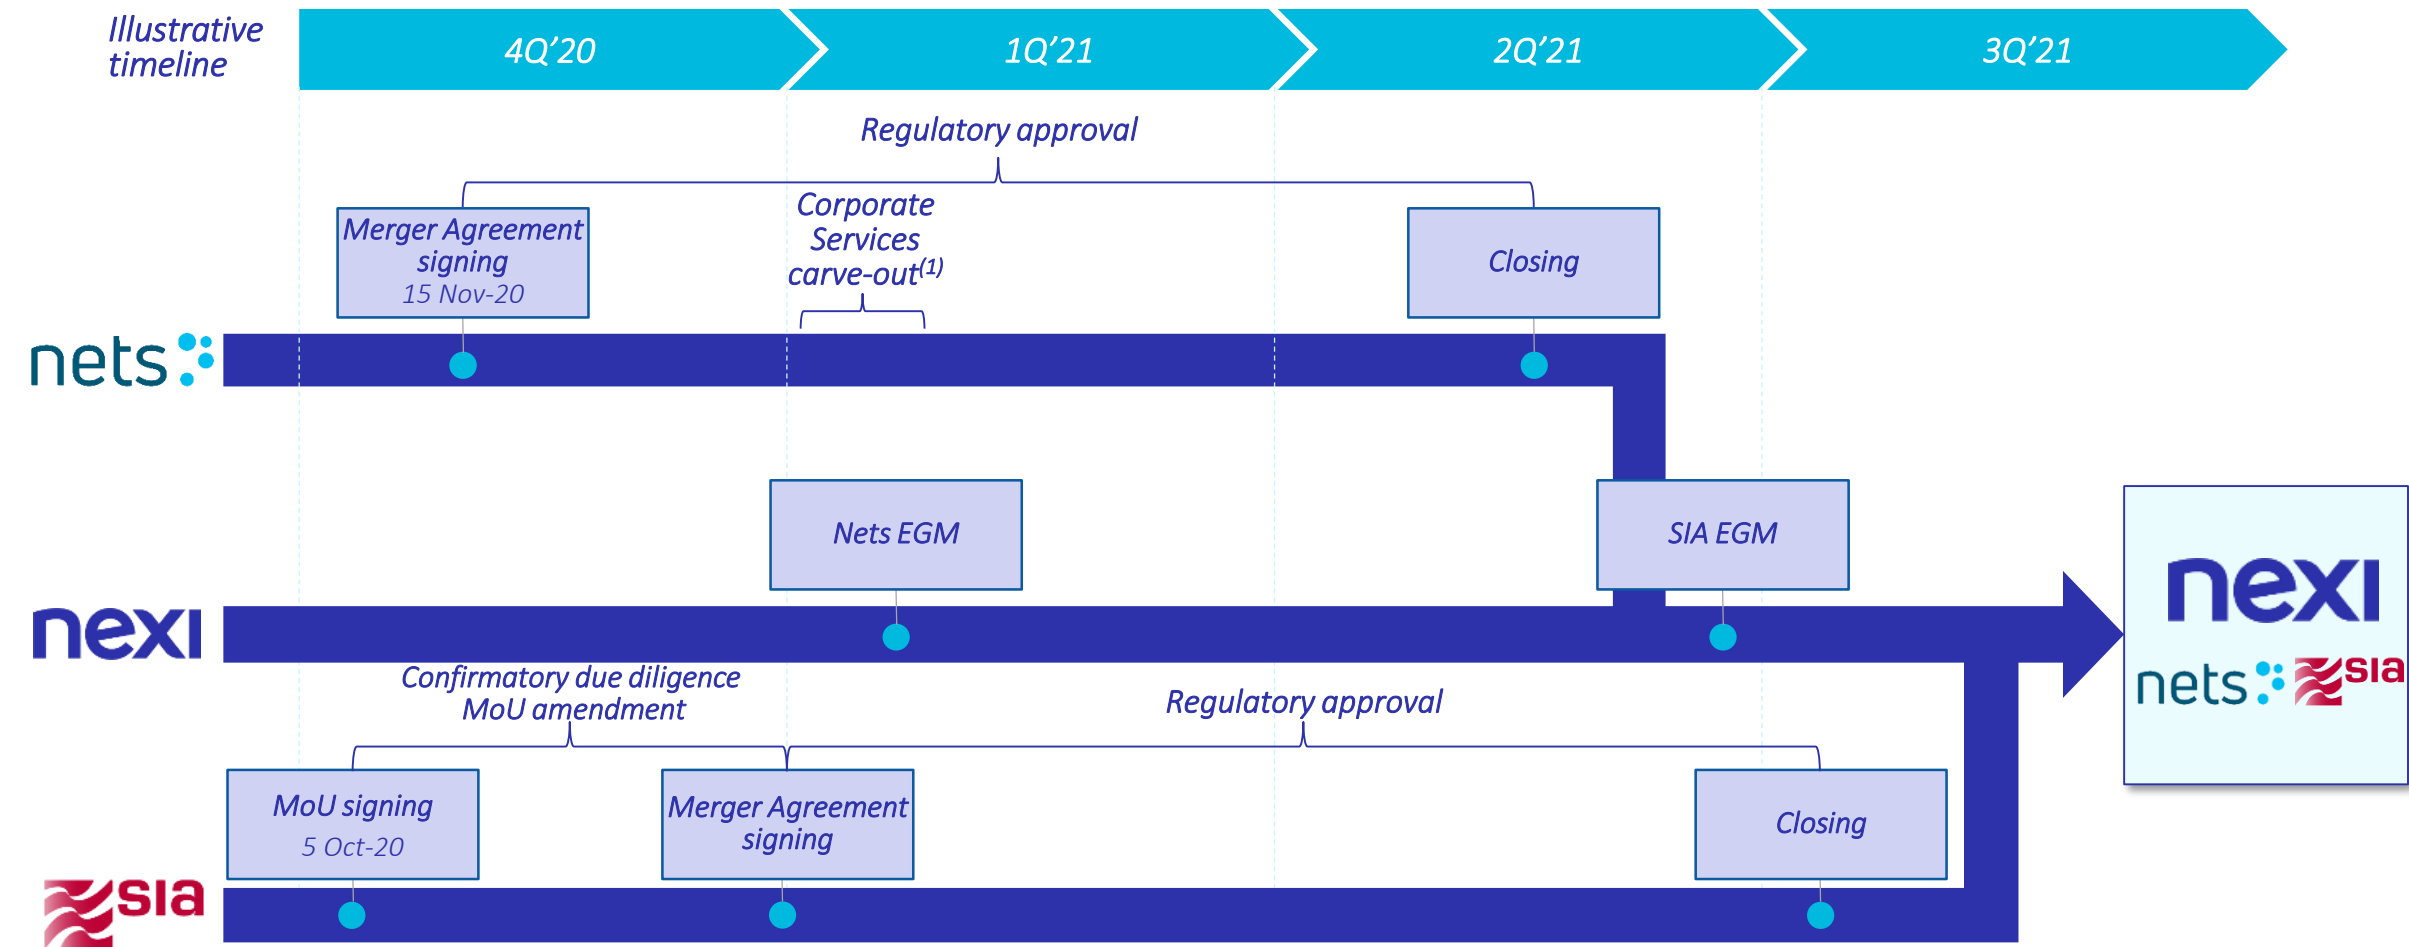 Illustrative
timeline
4Q’20
1Q’21
2Q’21
3Q’21
Regulatory approval
Corporate
Services
carve-out(1)
Merger Agreement
signing
15 Nov-20
Closing
nets
Nets EGM
SIA EGM
nexi
nexi
nets
SIA
Confirmatory due diligence
MoU amendment
Regulatory approval
MoU signing
5 Oct-20
Merger Agreement
signing
Closing
SIA